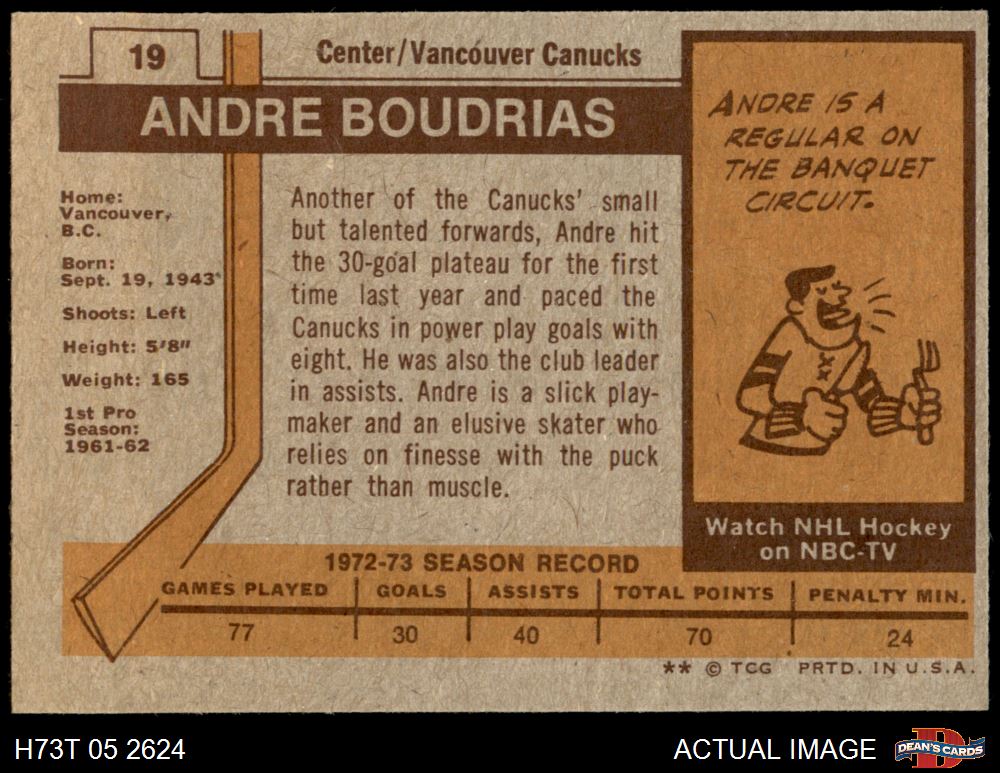 19
Center/Vancouver Canucks
ANDRE BOUDRIAS
Home:
Vancouver,
B.C.
Born:
Sept. 19, 1943*
Shoots: Left
Height: 5'8"
Weight: 165
1st Pro
Season:
1961-62
Another of the Canucks' small
but talented forwards, Andre hit
the 30-goal plateau for the first
time last year and paced the
Canucks in power play goals with
eight. He was also the club leader
in assists. Andre is a slick play-
maker and an elusive skater who
relies on finesse with the puck
rather than muscle.
ANDRE IS A
REGULAR ON
THE BANQUET
CIRCUIT.
XX
Watch NHL Hockey
on NBC-TV
1972-73 SEASON RECORD
GAMES PLAYED GOALS ASSISTS TOTAL POINTS PENALTY MIN.
77 30 40 70 24
** © TCG PRTD. IN U.S.A.
H73T 05 2624
ACTUAL IMAGE
D
DEAN'S CARDS